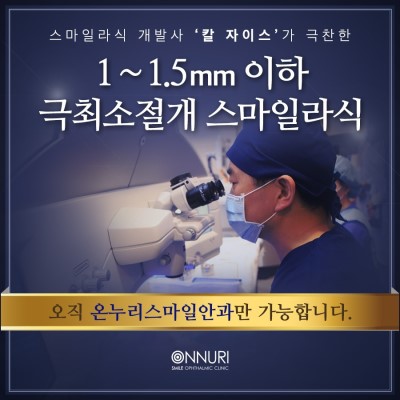 스마일라식 개발사 '칼 자이스'가 극찬한
1~1.5mm 이하
극최소절개 스마일라식
오직 온누리스마일안과만 가능합니다.
ONNURI
SMILE OPHTHALMIC CLINIC